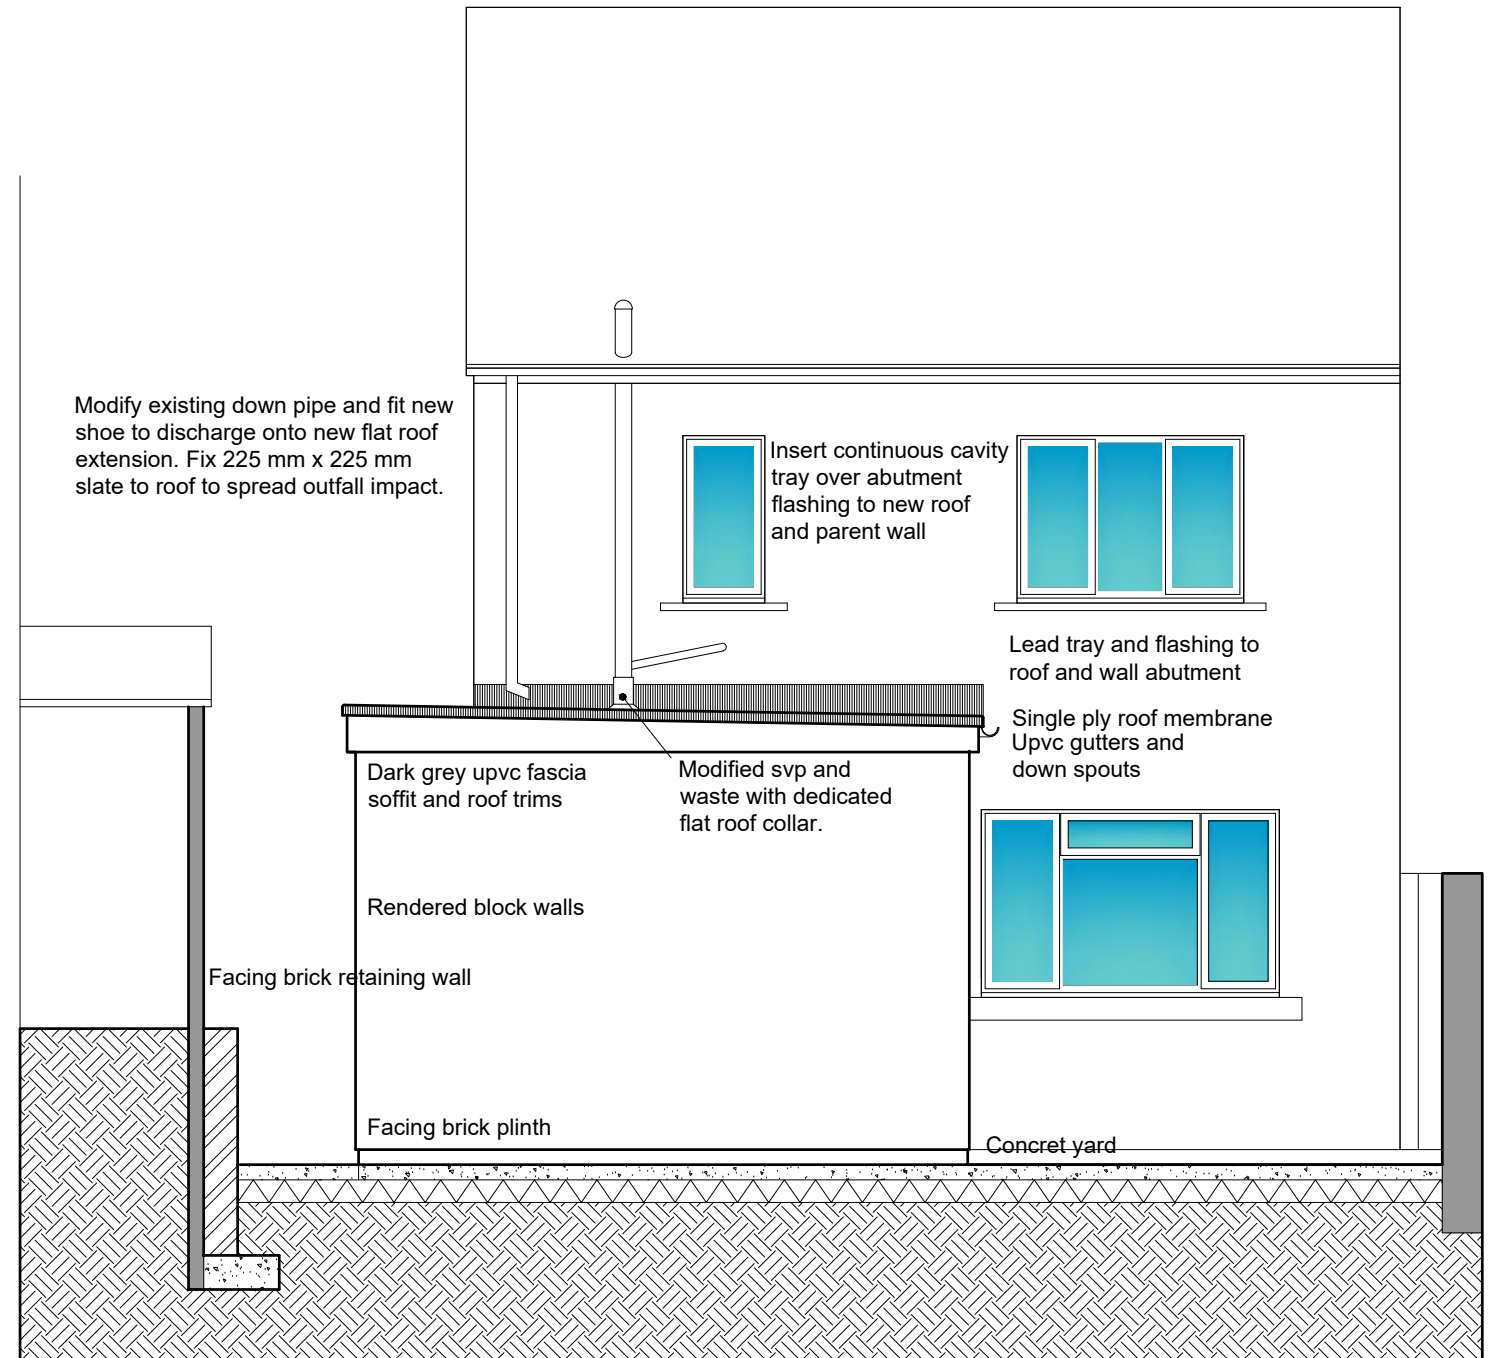 Modify existing down pipe and fit new
shoe to discharge onto new flat roof
extension. Fix 225 mm x 225 mm
slate to roof to spread outfall impact.
Insert continuous cavity
tray over abutment
flashing to new roof
and parent wall
Lead tray and flashing to
roof and wall abutment
Single ply roof membrane
Upvc gutters and
down spouts
Dark grey upvc fascia
soffit and roof trims
Modified svp and
waste with dedicated
flat roof collar.
Rendered block walls
Facing brick retaining wall
Facing brick plinth
Concret yard